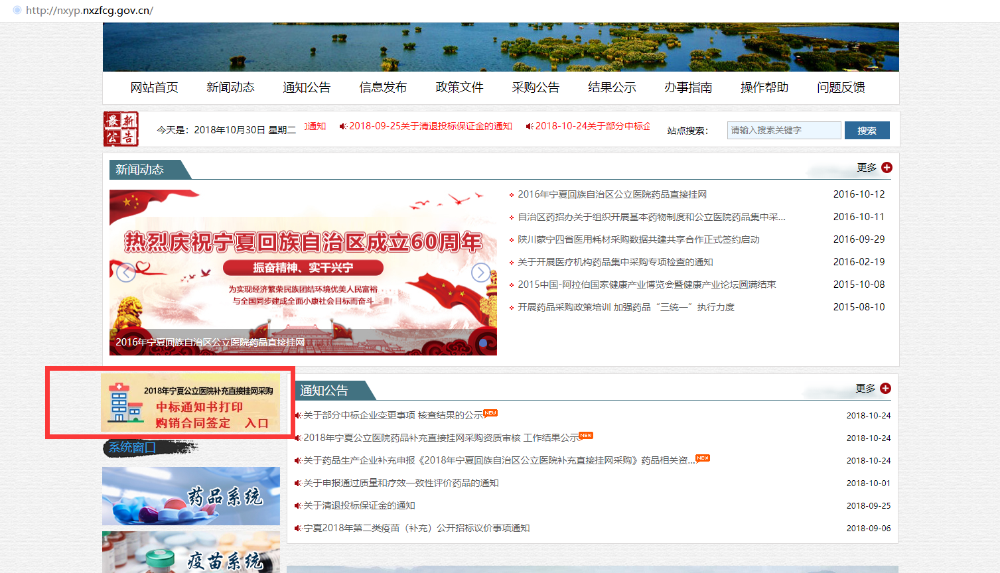 http://nxyp.nxzfcg.gov.cn/
网站首页 新闻动态 通知公告 信息发布 政策文件 采购公告 结果公示 办事指南 操作帮助 问题反馈
最新公告
今天是：2018年10月30日 星期二
的通知 2018-09-25关于清退投标保证金的通知 2018-10-24关于部分中标企
站点搜索：
请输入搜索关键字
搜索
新闻动态
更多
热烈庆祝宁夏回族自治区成立60周年
振奋精神、实干兴宁
为实现经济繁荣民族团结环境优美人民富裕
与全国同步建成全面小康社会目标而奋斗
2016年宁夏回族自治区公立医院药品直接挂网
2016年宁夏回族自治区公立医院药品直接挂网 2016-10-12
自治区药招办关于组织开展基本药物制度和公立医院药品集中采... 2016-10-11
陕川蒙宁四省医用耗材采购数据共建共享合作正式签约启动 2016-09-29
关于开展医疗机构药品集中采购专项检查的通知 2016-02-19
2015中国-阿拉伯国家健康产业博览会暨健康产业论坛圆满结束 2015-10-08
开展药品采购政策培训 加强药品“三统一”执行力度 2015-08-10
2018年宁夏公立医院补充直接挂网采购
中标通知书打印
购销合同签定 入口
系统窗口
药品系统
疫苗系统
通知公告
更多
关于部分中标企业变更事项 核查结果的公示 NEW 2018-10-24
2018年宁夏公立医院药品补充直接挂网采购资质审核 工作结果公示 NEW 2018-10-24
关于药品生产企业补充申报《2018年宁夏回族自治区公立医院补充直接挂网采购》药品相关资... NEW 2018-10-24
关于申报通过质量和疗效一致性评价药品的通知 2018-10-01
关于清退投标保证金的通知 2018-09-25
宁夏2018年第二类疫苗（补充）公开招标议价事项通知 2018-09-06